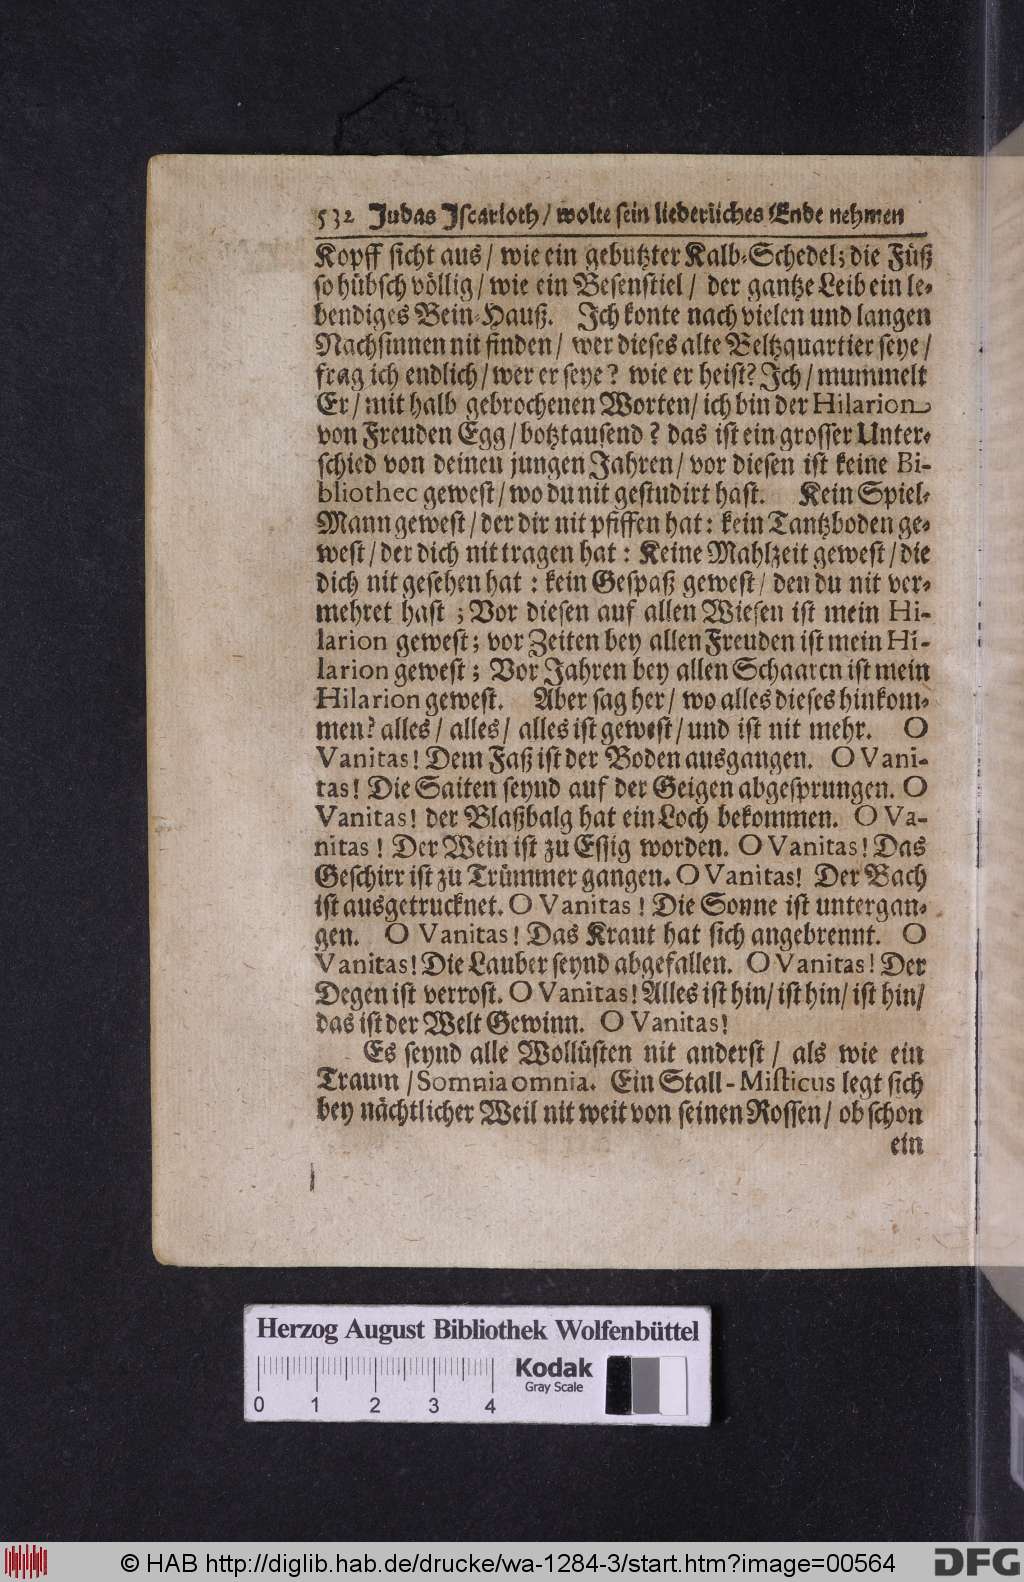 532 Judas Iscarioth / wolte sein liederliches Ende nehmen
Kopff sicht aus / wie ein gebutzter Kalb-Schedel; die Füß
so hübsch völlig / wie ein Besenstiel / der gantze Leib ein le-
bendiges Bein-Hauß. Ich konte nach vielen und langen
Nachsinnen nit finden / wer dieses alte Beltzquartier seye /
frag ich endlich / wer er seye? wie er heist? Ich / mummelt
Er / mit halb gebrochenen Worten / ich bin der Hilarion
von Freuden Egg / botztausend? das ist ein grosser Unter-
schied von deinen jungen Jahren / vor diesen ist keine Bi-
bliothec gewest / wo du nit gestudirt hast. Kein Spiel-
Mann gewest / der dir nit pfiffen hat: kein Tantzboden ge-
west / der dich nit tragen hat: Keine Mahlzeit gewest / die
dich nit gesehen hat: kein Gespaß gewest / den du nit ver-
mehret hast; Vor diesen auf allen Wiesen ist mein Hi-
larion gewest; vor Zeiten bey allen Freuden ist mein Hi-
larion gewest; Vor Jahren bey allen Schaaren ist mein
Hilarion gewest. Aber sag her / wo alles dieses hinkom-
men? alles / alles / alles ist gewest / und ist nit mehr. O
Vanitas! Dem Faß ist der Boden ausgangen. O Vani-
tas! Die Saiten seynd auf der Geigen abgesprungen. O
Vanitas! der Blaßbalg hat ein Loch bekommen. O Va-
nitas! Der Wein ist zu Essig worden. O Vanitas! Das
Geschirr ist zu Trümmer gangen. O Vanitas! Der Bach
ist ausgetrucknet. O Vanitas! Die Sonne ist untergan-
gen. O Vanitas! Das Kraut hat sich angebrennt. O
Vanitas! Die Lauber seynd abgefallen. O Vanitas! Der
Degen ist verrost. O Vanitas! Alles ist hin / ist hin / ist hin /
das ist der Welt Gewinn. O Vanitas!
Es seynd alle Wollüsten nit anderst / als wie ein
Traum / Somnia omnia. Ein Stall-Misticus legt sich
bey nächtlicher Weil nit weit von seinen Rossen / ob schon
ein
Herzog August Bibliothek Wolfenbüttel
Kodak
Gray Scale
0 1 2 3 4
© HAB http://diglib.hab.de/drucke/wa-1284-3/start.htm?image=00564
DFG